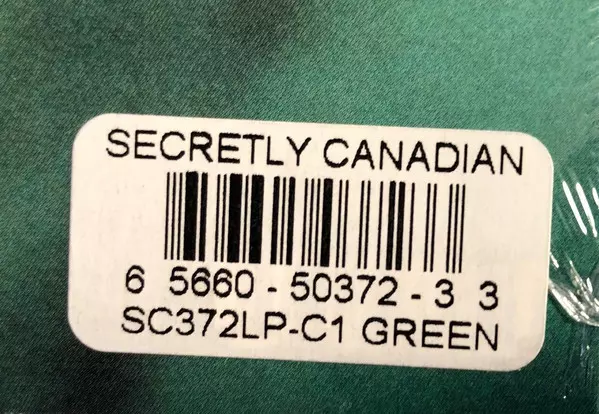 SECRETLY CANADIAN
6 5660 - 50372 - 3 3
SC372LP-C1 GREEN